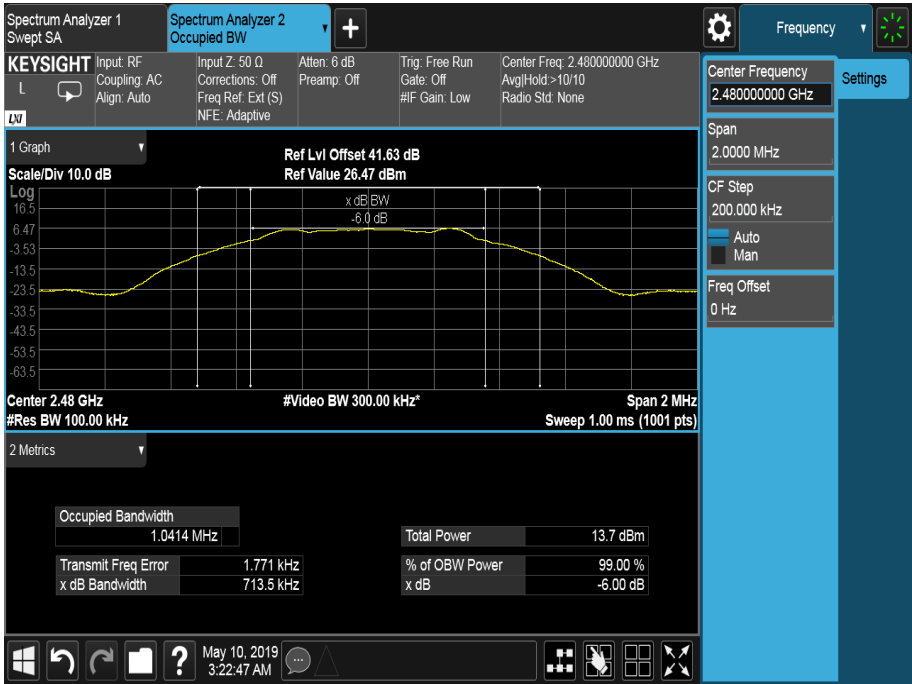 Spectrum Analyzer 1
Swept SA
Spectrum Analyzer 2
Occupied BW
Frequency
KEYSIGHT
L
LXI
Input: RF
Coupling: AC
Align: Auto
Input Z: 50 Ω
Corrections: Off
Freq Ref: Ext (S)
NFE: Adaptive
Atten: 6 dB
Preamp: Off
Trig: Free Run
Gate: Off
#IF Gain: Low
Center Freq: 2.480000000 GHz
Avg|Hold:>10/10
Radio Std: None
Center Frequency
2.480000000 GHz
Settings
Span
2.0000 MHz
CF Step
200.000 kHz
Auto
Man
Freq Offset
0 Hz
1 Graph
Scale/Div 10.0 dB
Ref Lvl Offset 41.63 dB
Ref Value 26.47 dBm
Log
16.5
6.47
-3.53
-13.5
-23.5
-33.5
-43.5
-53.5
-63.5
x dB BW
-6.0 dB
Center 2.48 GHz
#Video BW 300.00 kHz*
Span 2 MHz
#Res BW 100.00 kHz
Sweep 1.00 ms (1001 pts)
2 Metrics
Occupied Bandwidth
1.0414 MHz
Total Power 13.7 dBm
Transmit Freq Error 1.771 kHz
% of OBW Power 99.00 %
x dB Bandwidth 713.5 kHz
x dB -6.00 dB
?
May 10, 2019
3:22:47 AM